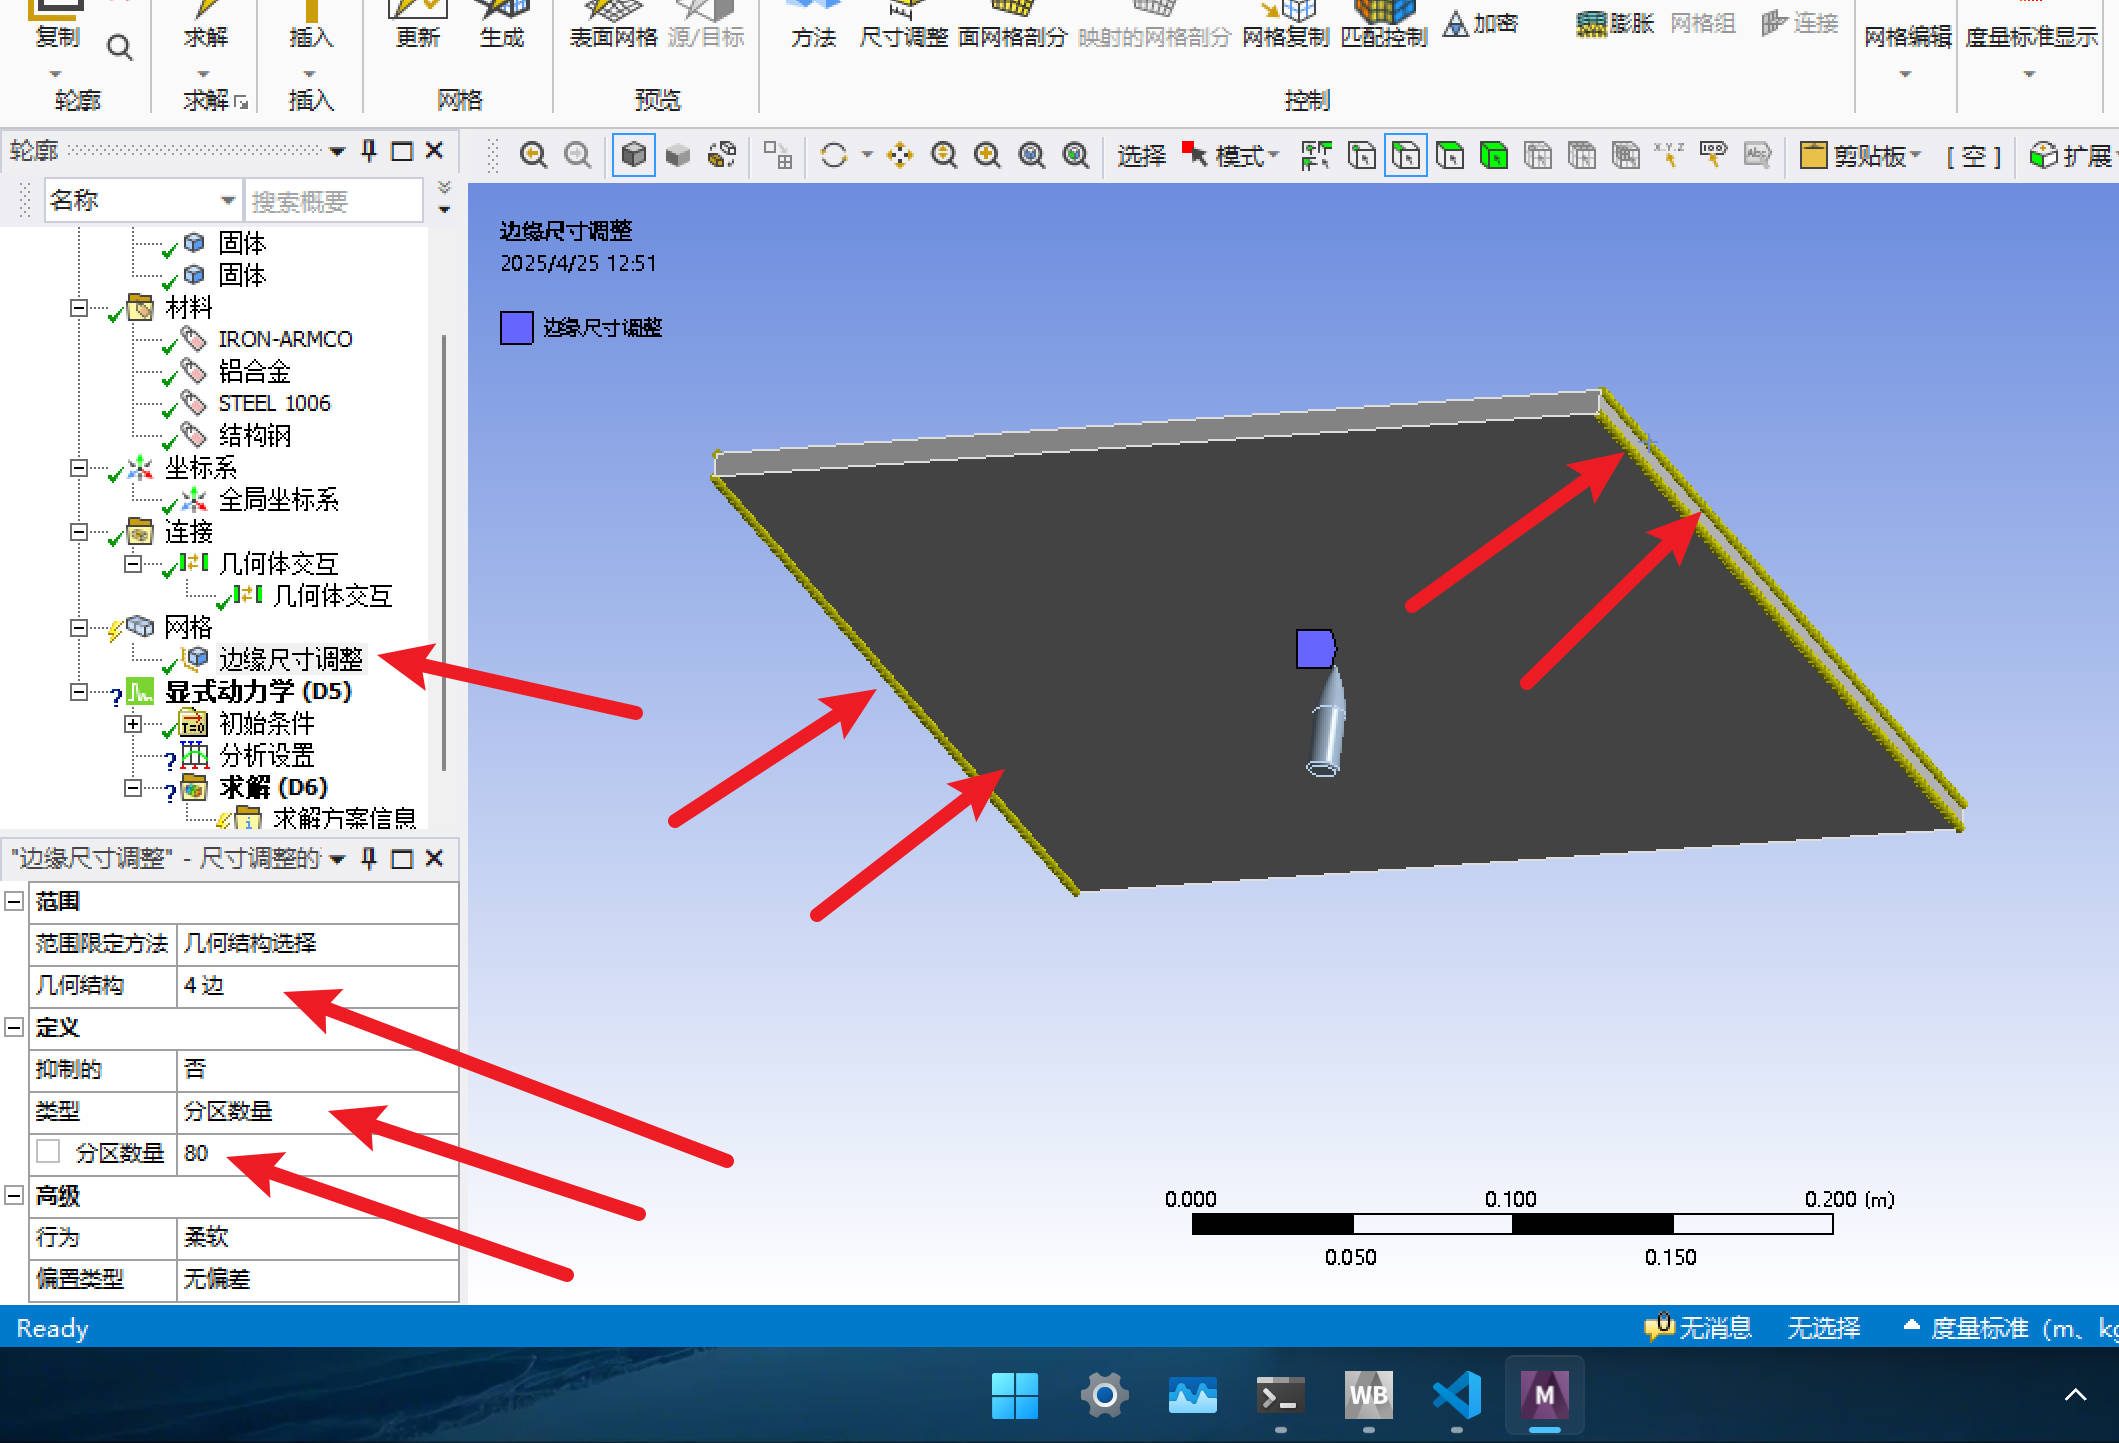 复制
求解
插入
更新
生成
表面网格
源/目标
方法
尺寸调整
面网格剖分
映射的网格剖分
网格复制
匹配控制
加密
膨胀
网格组
连接
网格编辑
度量标准显示
轮廓
求解
插入
网格
预览
控制
轮廓
选择
模式
剪贴板
[ 空 ]
扩展
名称
搜索概要
固体
固体
材料
IRON-ARMCO
铝合金
STEEL 1006
结构钢
坐标系
全局坐标系
连接
几何体交互
几何体交互
网格
边缘尺寸调整
显式动力学 (D5)
初始条件
分析设置
求解 (D6)
求解方案信息
边缘尺寸调整
2025/4/25 12:51
边缘尺寸调整
"边缘尺寸调整" - 尺寸调整的
范围
范围限定方法 几何结构选择
几何结构 4 边
定义
抑制的 否
类型 分区数量
分区数量 80
高级
行为 柔软
偏置类型 无偏差
0.000 0.100 0.200 (m)
0.050 0.150
Ready
0 无消息
无选择
度量标准 (m、kg
WB
M